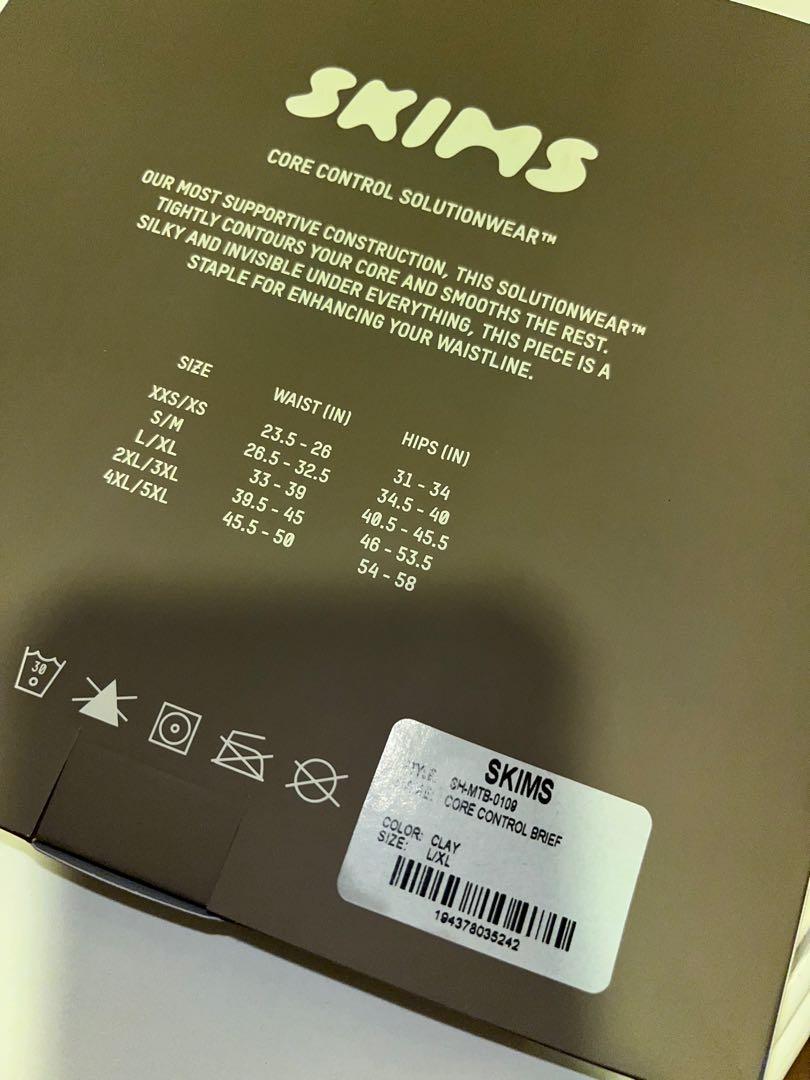 SKIMS
CORE CONTROL SOLUTIONWEAR™
OUR MOST SUPPORTIVE CONSTRUCTION, THIS SOLUTIONWEAR™
TIGHTLY CONTOURS YOUR CORE AND SMOOTHS THE REST.
SILKY AND INVISIBLE UNDER EVERYTHING, THIS PIECE IS A
STAPLE FOR ENHANCING YOUR WAISTLINE.
SIZE WAIST (IN) HIPS (IN)
XXS/XS 23.5 - 26 31 - 34
S/M 26.5 - 32.5 34.5 - 40
L/XL 33 - 39 40.5 - 45.5
2XL/3XL 39.5 - 45 46 - 53.5
4XL/5XL 45.5 - 50 54 - 58
30
SKIMS
SH-MTB-0109
CORE CONTROL BRIEF
COLOR: CLAY
SIZE: L/XL
194378035242